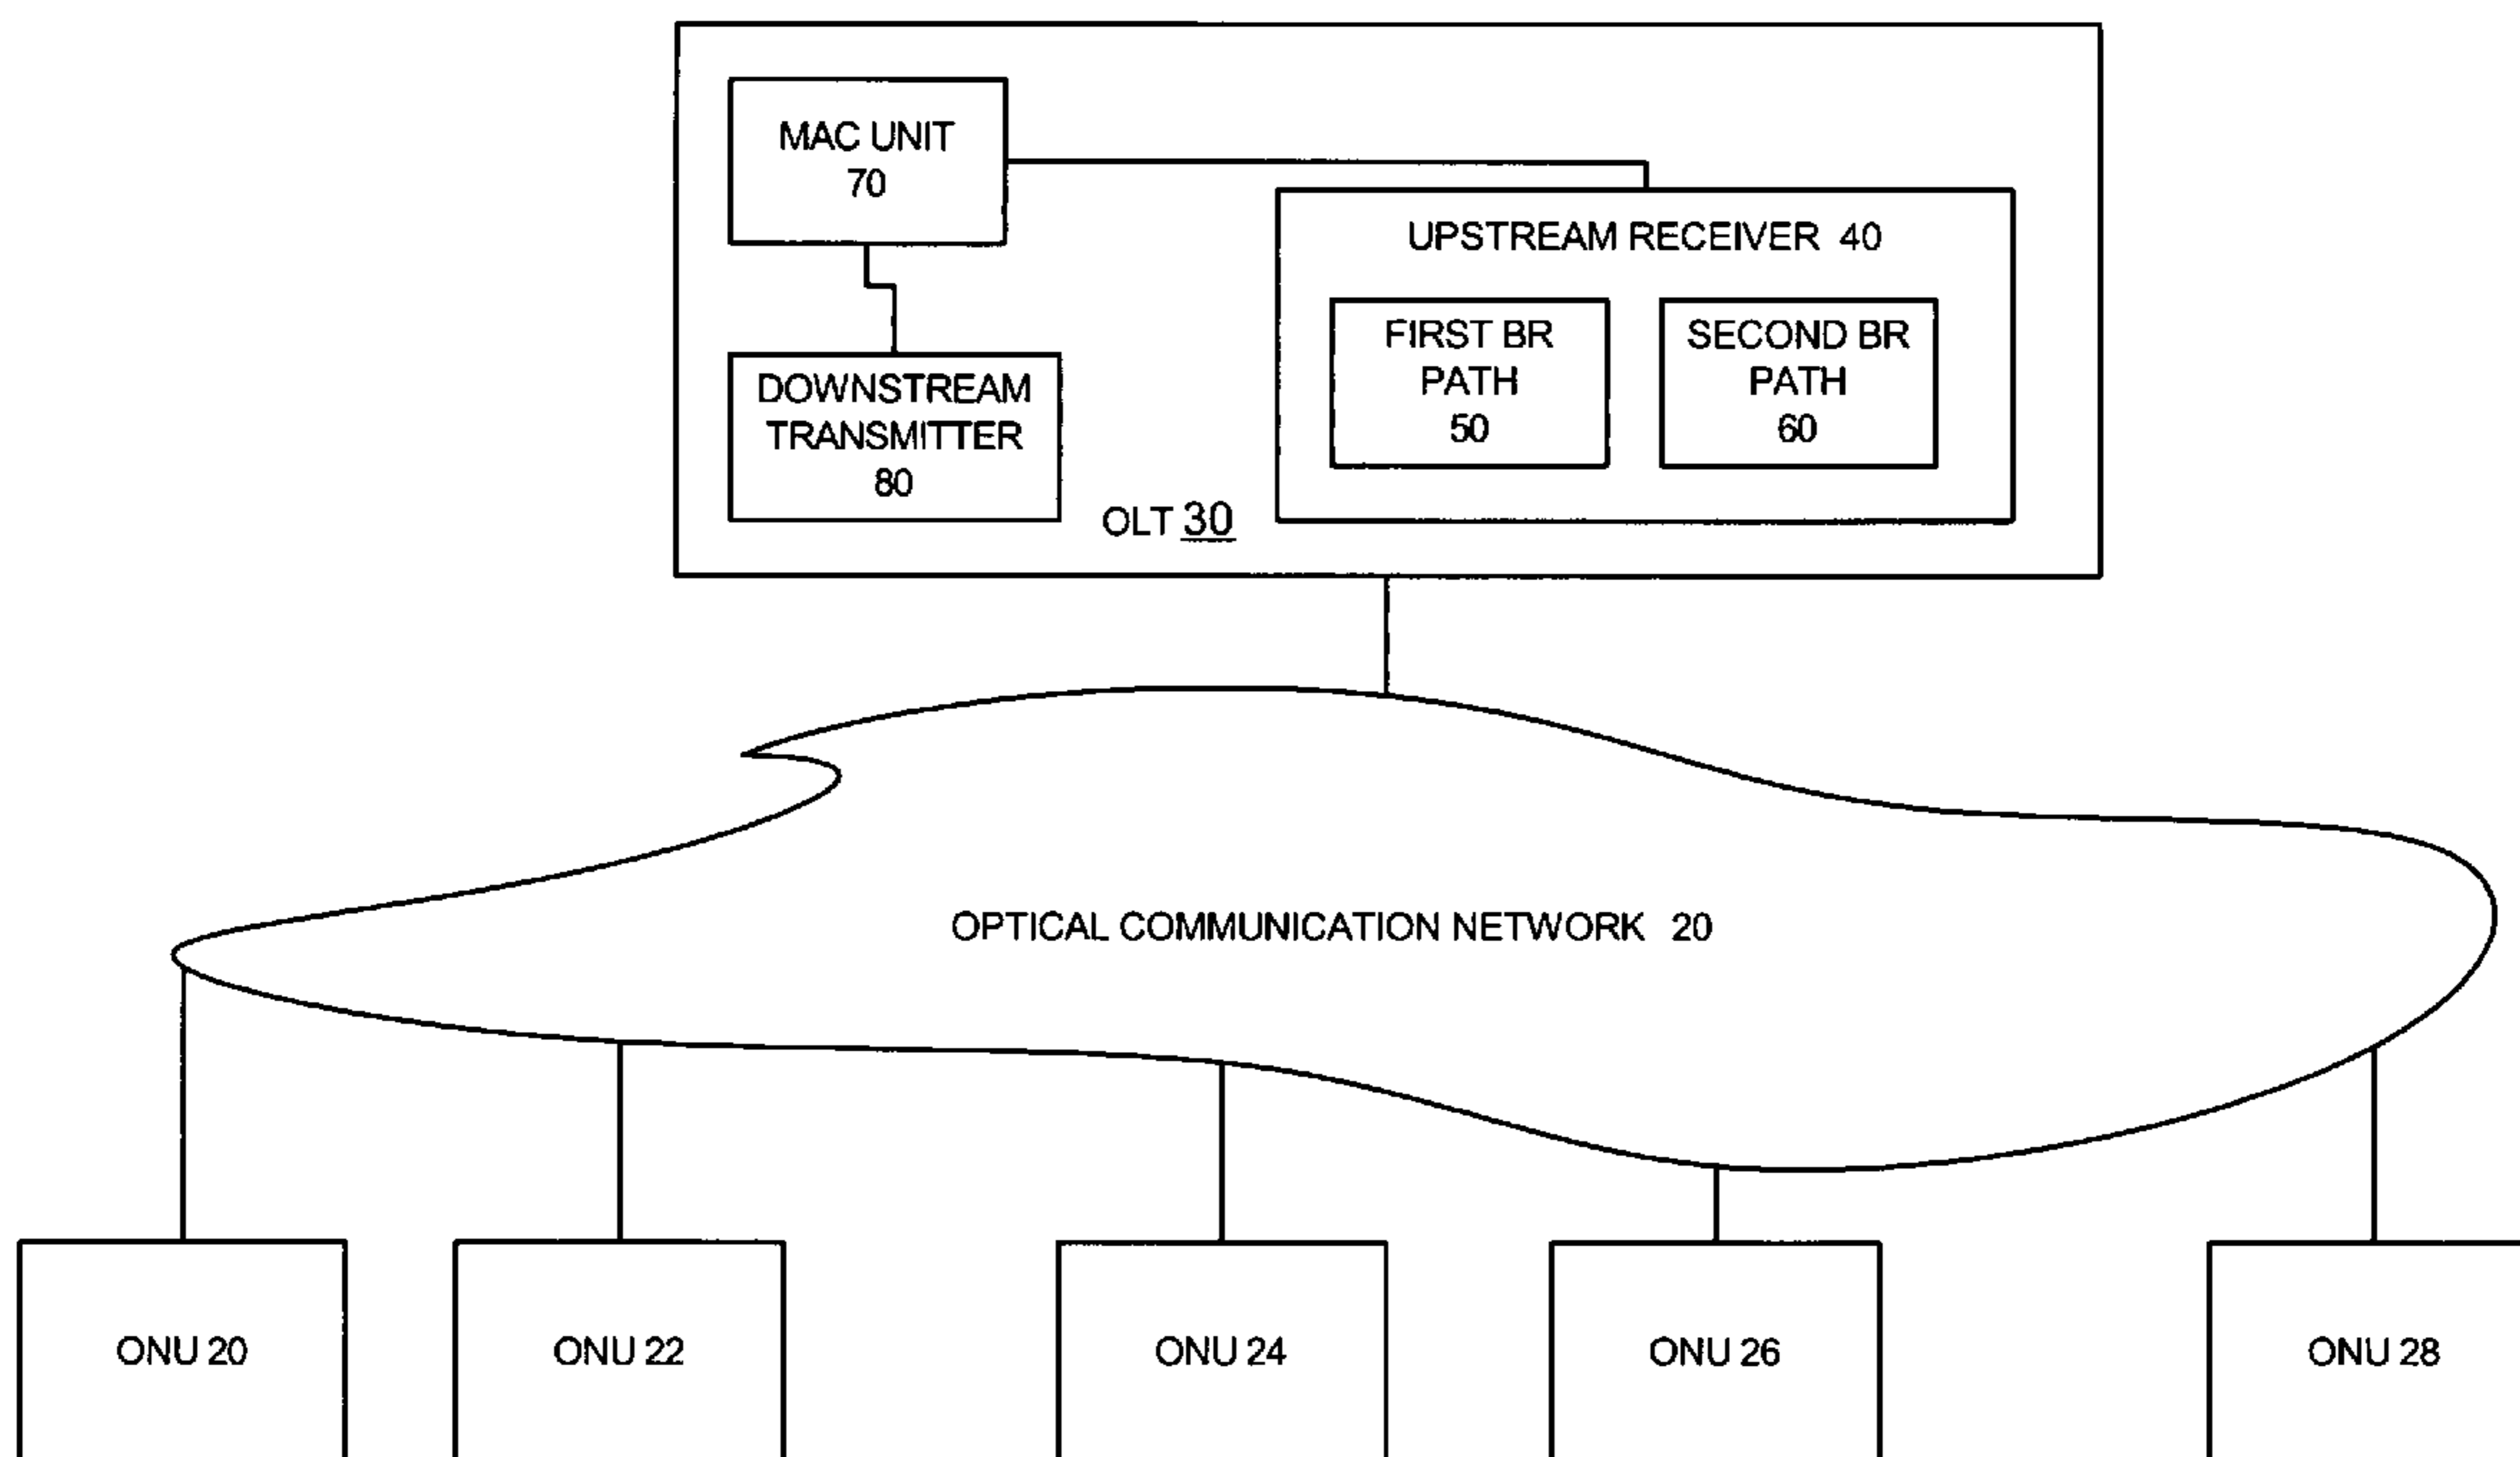 MAC UNIT
70
UPSTREAM RECEIVER 40
FIRST BR
PATH
50
SECOND BR
PATH
60
DOWNSTREAM
TRANSMITTER
80
OLT 30
OPTICAL COMMUNICATION NETWORK 20
ONU 20
ONU 22
ONU 24
ONU 26
ONU 28